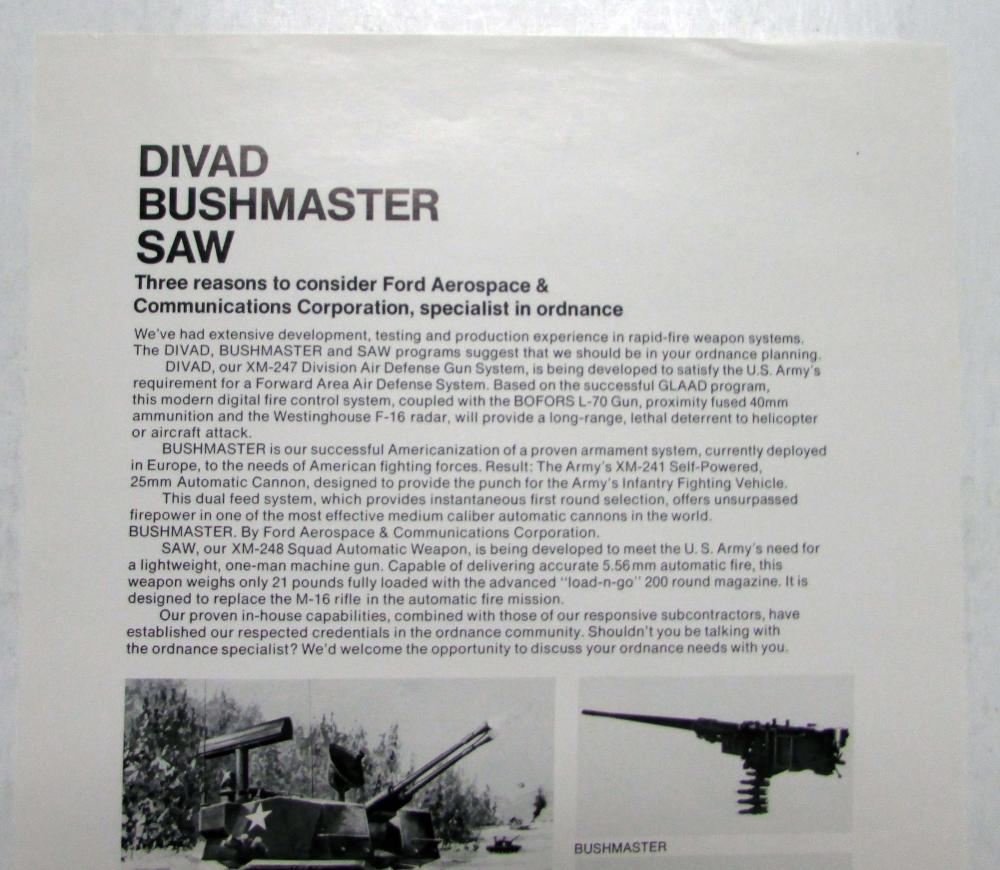 DIVAD
BUSHMASTER
SAW
Three reasons to consider Ford Aerospace &
Communications Corporation, specialist in ordnance
We've had extensive development, testing and production experience in rapid-fire weapon systems.
The DIVAD, BUSHMASTER and SAW programs suggest that we should be in your ordnance planning.
DIVAD, our XM-247 Division Air Defense Gun System, is being developed to satisfy the U.S. Army's
requirement for a Forward Area Air Defense System. Based on the successful GLAAD program,
this modern digital fire control system, coupled with the BOFORS L-70 Gun, proximity fused 40mm
ammunition and the Westinghouse F-16 radar, will provide a long-range, lethal deterrent to helicopter
or aircraft attack.
BUSHMASTER is our successful Americanization of a proven armament system, currently deployed
in Europe, to the needs of American fighting forces. Result: The Army's XM-241 Self-Powered,
25mm Automatic Cannon, designed to provide the punch for the Army's Infantry Fighting Vehicle.
This dual feed system, which provides instantaneous first round selection, offers unsurpassed
firepower in one of the most effective medium caliber automatic cannons in the world.
BUSHMASTER. By Ford Aerospace & Communications Corporation.
SAW, our XM-248 Squad Automatic Weapon, is being developed to meet the U. S. Army's need for
a lightweight, one-man machine gun. Capable of delivering accurate 5.56mm automatic fire, this
weapon weighs only 21 pounds fully loaded with the advanced "load-n-go" 200 round magazine. It is
designed to replace the M-16 rifle in the automatic fire mission.
Our proven in-house capabilities, combined with those of our responsive subcontractors, have
established our respected credentials in the ordnance community. Shouldn't you be talking with
the ordnance specialist? We'd welcome the opportunity to discuss your ordnance needs with you.
BUSHMASTER